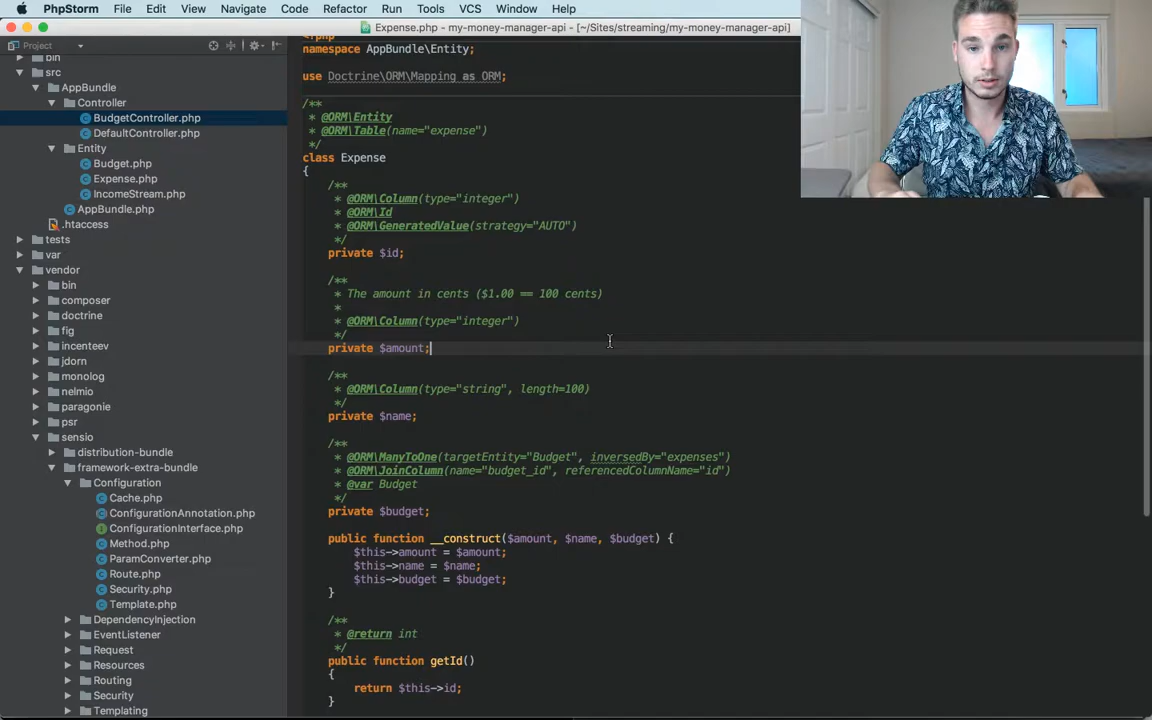 PhpStorm File Edit View Navigate Code Refactor Run Tools VCS Window Help
Expense.php - my-money-manager-api - [~/Sites/streaming/my-money-manager-api]
Project
bin
src
AppBundle
Controller
BudgetController.php
DefaultController.php
Entity
Budget.php
Expense.php
IncomeStream.php
AppBundle.php
.htaccess
tests
var
vendor
bin
composer
doctrine
fig
incenteev
jdorn
monolog
nelmio
paragonie
psr
sensio
distribution-bundle
framework-extra-bundle
Configuration
Cache.php
ConfigurationAnnotation.php
ConfigurationInterface.php
Method.php
ParamConverter.php
Route.php
Security.php
Template.php
DependencyInjection
EventListener
Request
Resources
Routing
Security
Templating
<?php
namespace AppBundle\Entity;
use Doctrine\ORM\Mapping as ORM;
/**
* @ORM\Entity
* @ORM\Table(name="expense")
*/
class Expense
{
/**
* @ORM\Column(type="integer")
* @ORM\Id
* @ORM\GeneratedValue(strategy="AUTO")
*/
private $id;
/**
* The amount in cents ($1.00 == 100 cents)
*
* @ORM\Column(type="integer")
*/
private $amount;
/**
* @ORM\Column(type="string", length=100)
*/
private $name;
/**
* @ORM\ManyToOne(targetEntity="Budget", inversedBy="expenses")
* @ORM\JoinColumn(name="budget_id", referencedColumnName="id")
* @var Budget
*/
private $budget;
public function __construct($amount, $name, $budget) {
$this->amount = $amount;
$this->name = $name;
$this->budget = $budget;
}
/**
* @return int
*/
public function getId()
{
return $this->id;
}